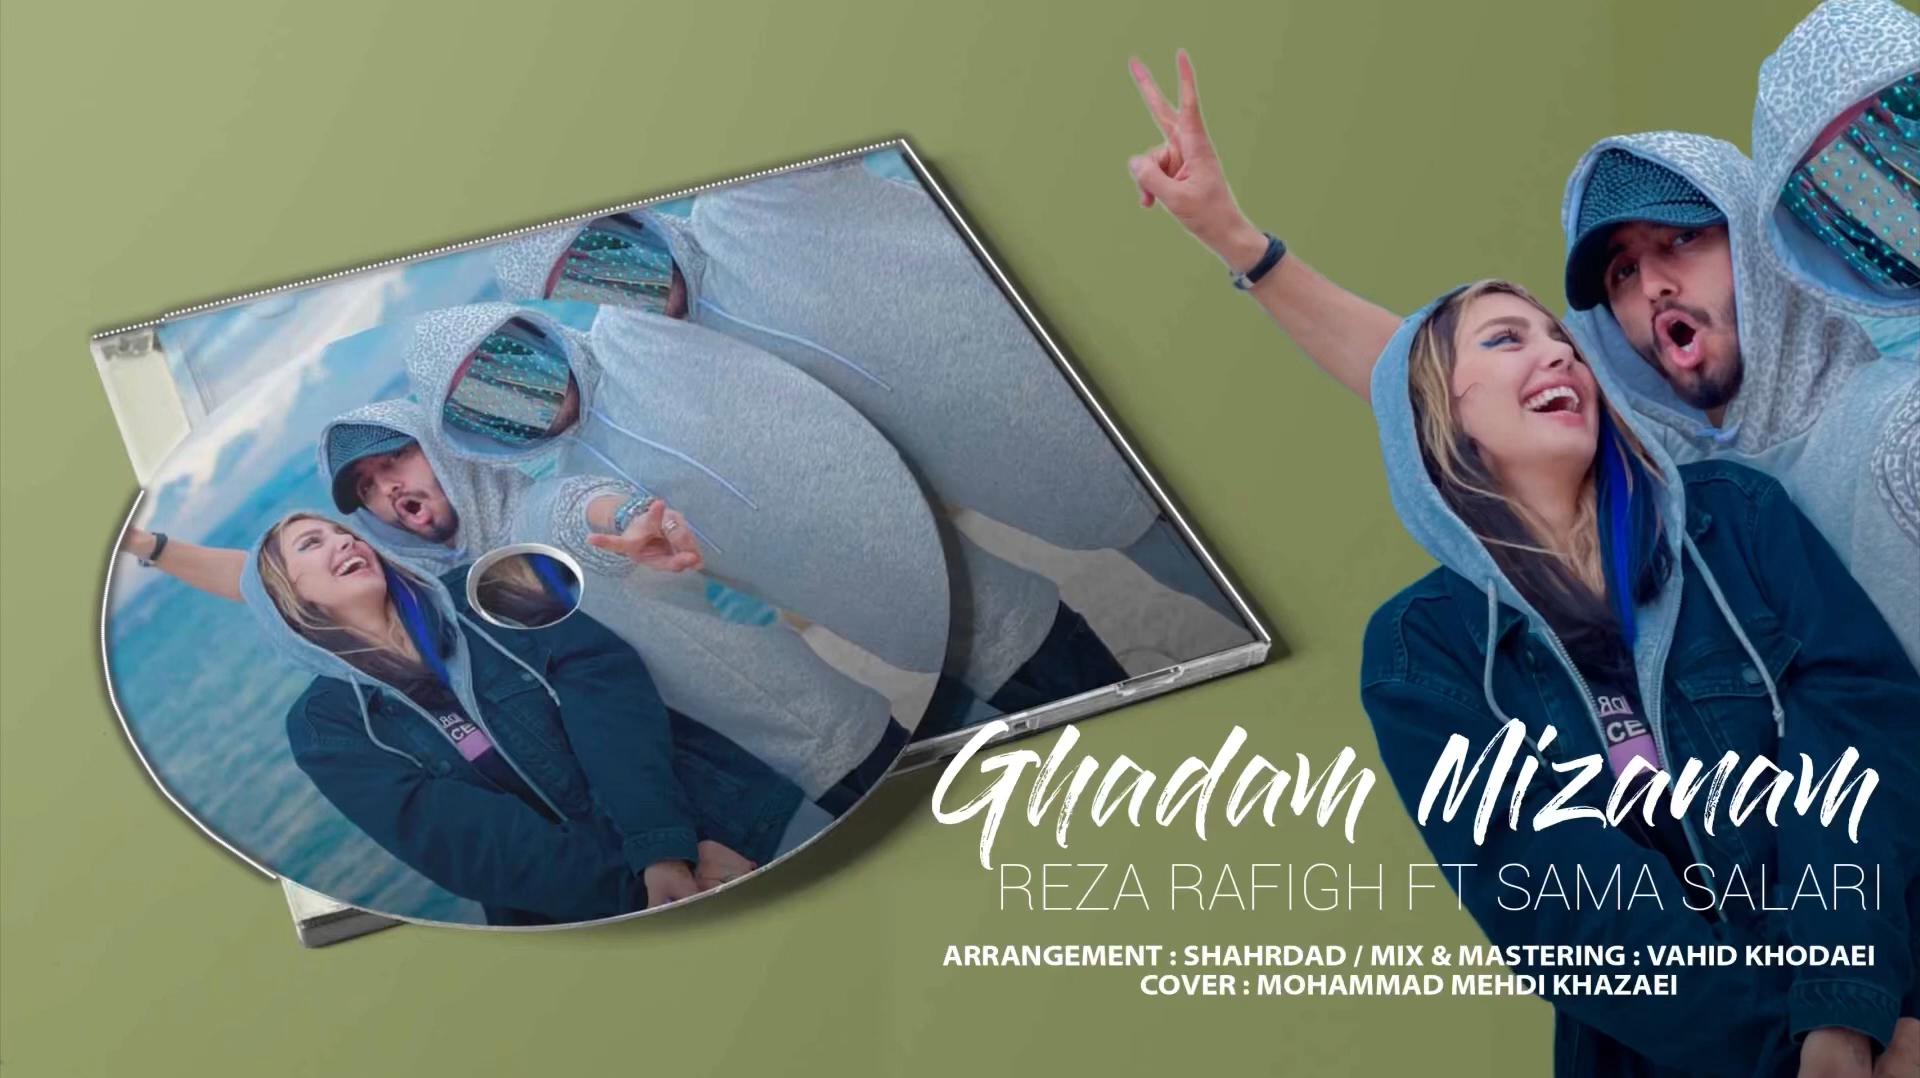 Ghadam Mizanam
REZA RAFIGH FT SAMA SALARI
ARRANGEMENT : SHAHRDAD / MIX & MASTERING : VAHID KHODAEI
COVER : MOHAMMAD MEHDI KHAZAEI